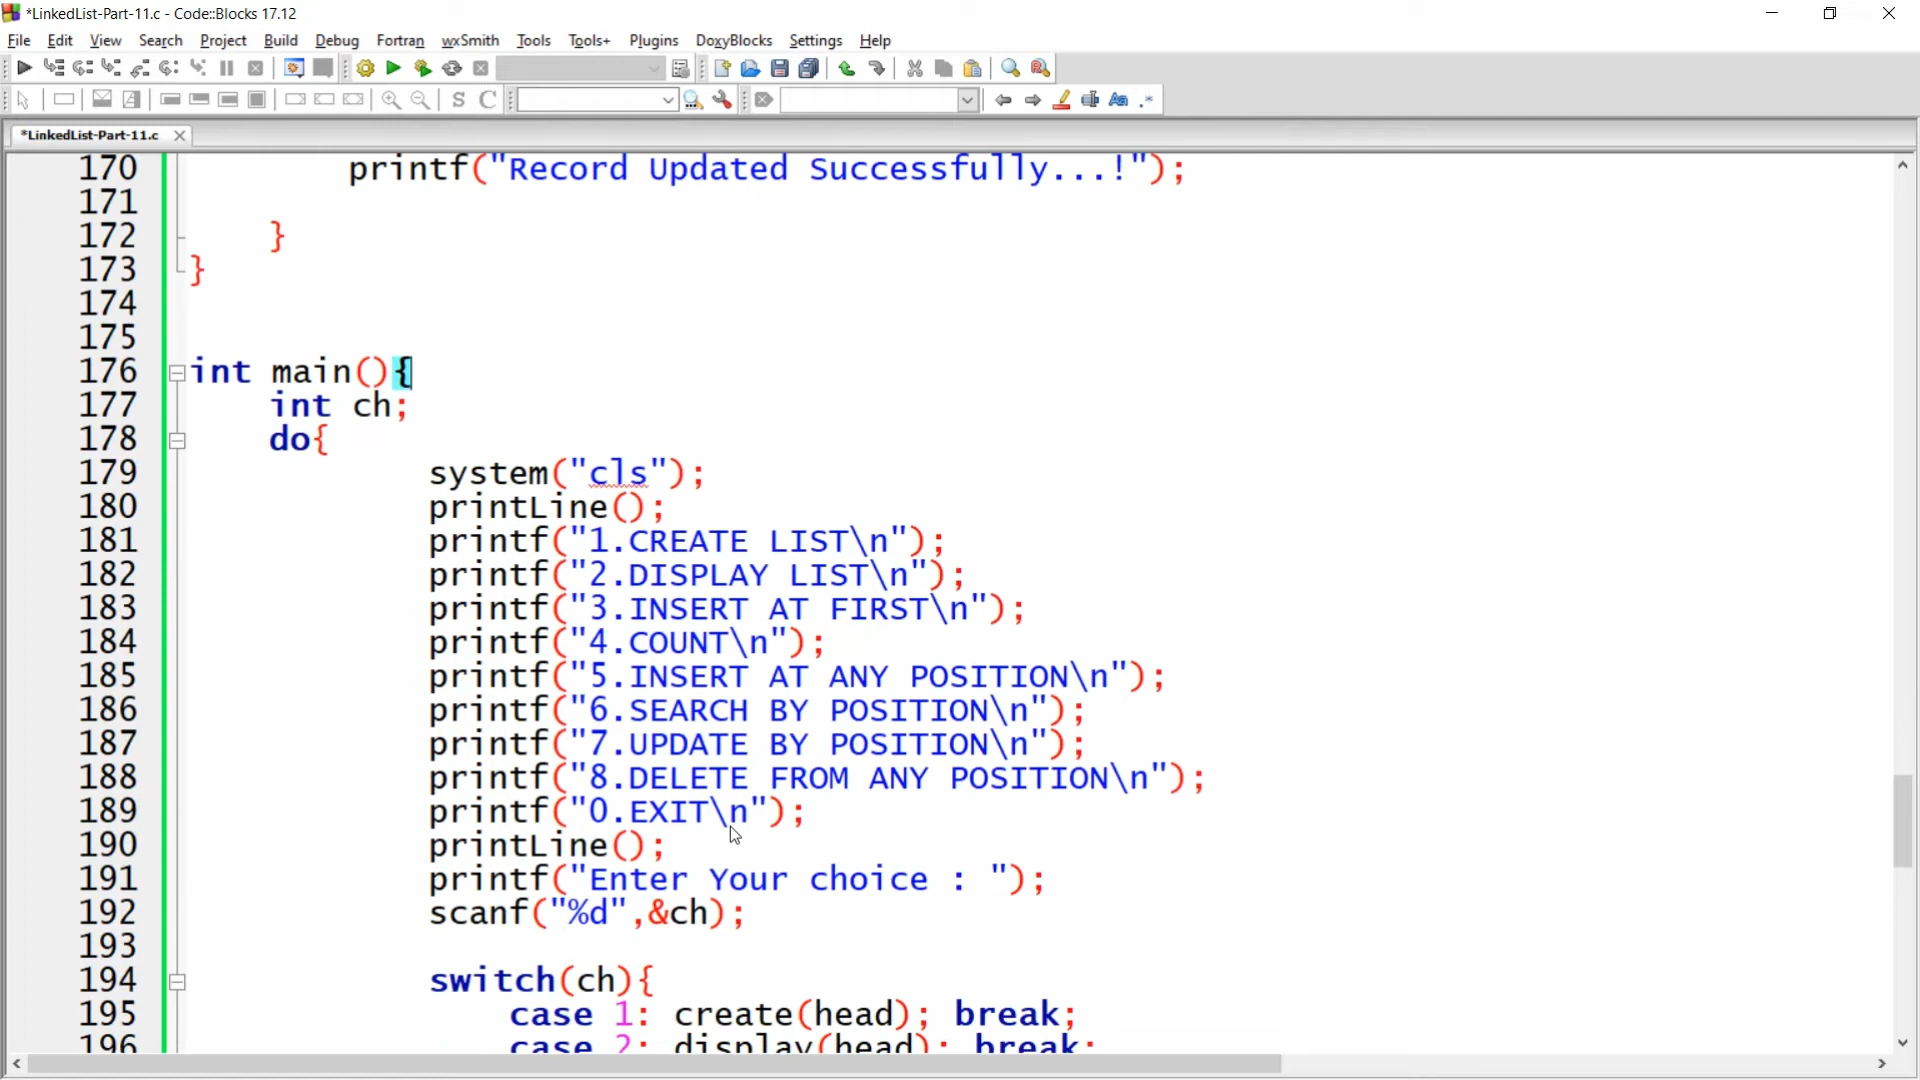 *LinkedList-Part-11.c - Code::Blocks 17.12
File Edit View Search Project Build Debug Fortran wxSmith Tools Tools+ Plugins DoxyBlocks Settings Help
*LinkedList-Part-11.c
170 printf("Record Updated Successfully...!");
171
172 }
173 }
174
175
176 int main(){
177 int ch;
178 do{
179 system("cls");
180 printLine();
181 printf("1.CREATE LIST\n");
182 printf("2.DISPLAY LIST\n");
183 printf("3.INSERT AT FIRST\n");
184 printf("4.COUNT\n");
185 printf("5.INSERT AT ANY POSITION\n");
186 printf("6.SEARCH BY POSITION\n");
187 printf("7.UPDATE BY POSITION\n");
188 printf("8.DELETE FROM ANY POSITION\n");
189 printf("0.EXIT\n");
190 printLine();
191 printf("Enter Your choice : ");
192 scanf("%d",&ch);
193
194 switch(ch){
195 case 1: create(head); break;
196 case 2: display(head); break;